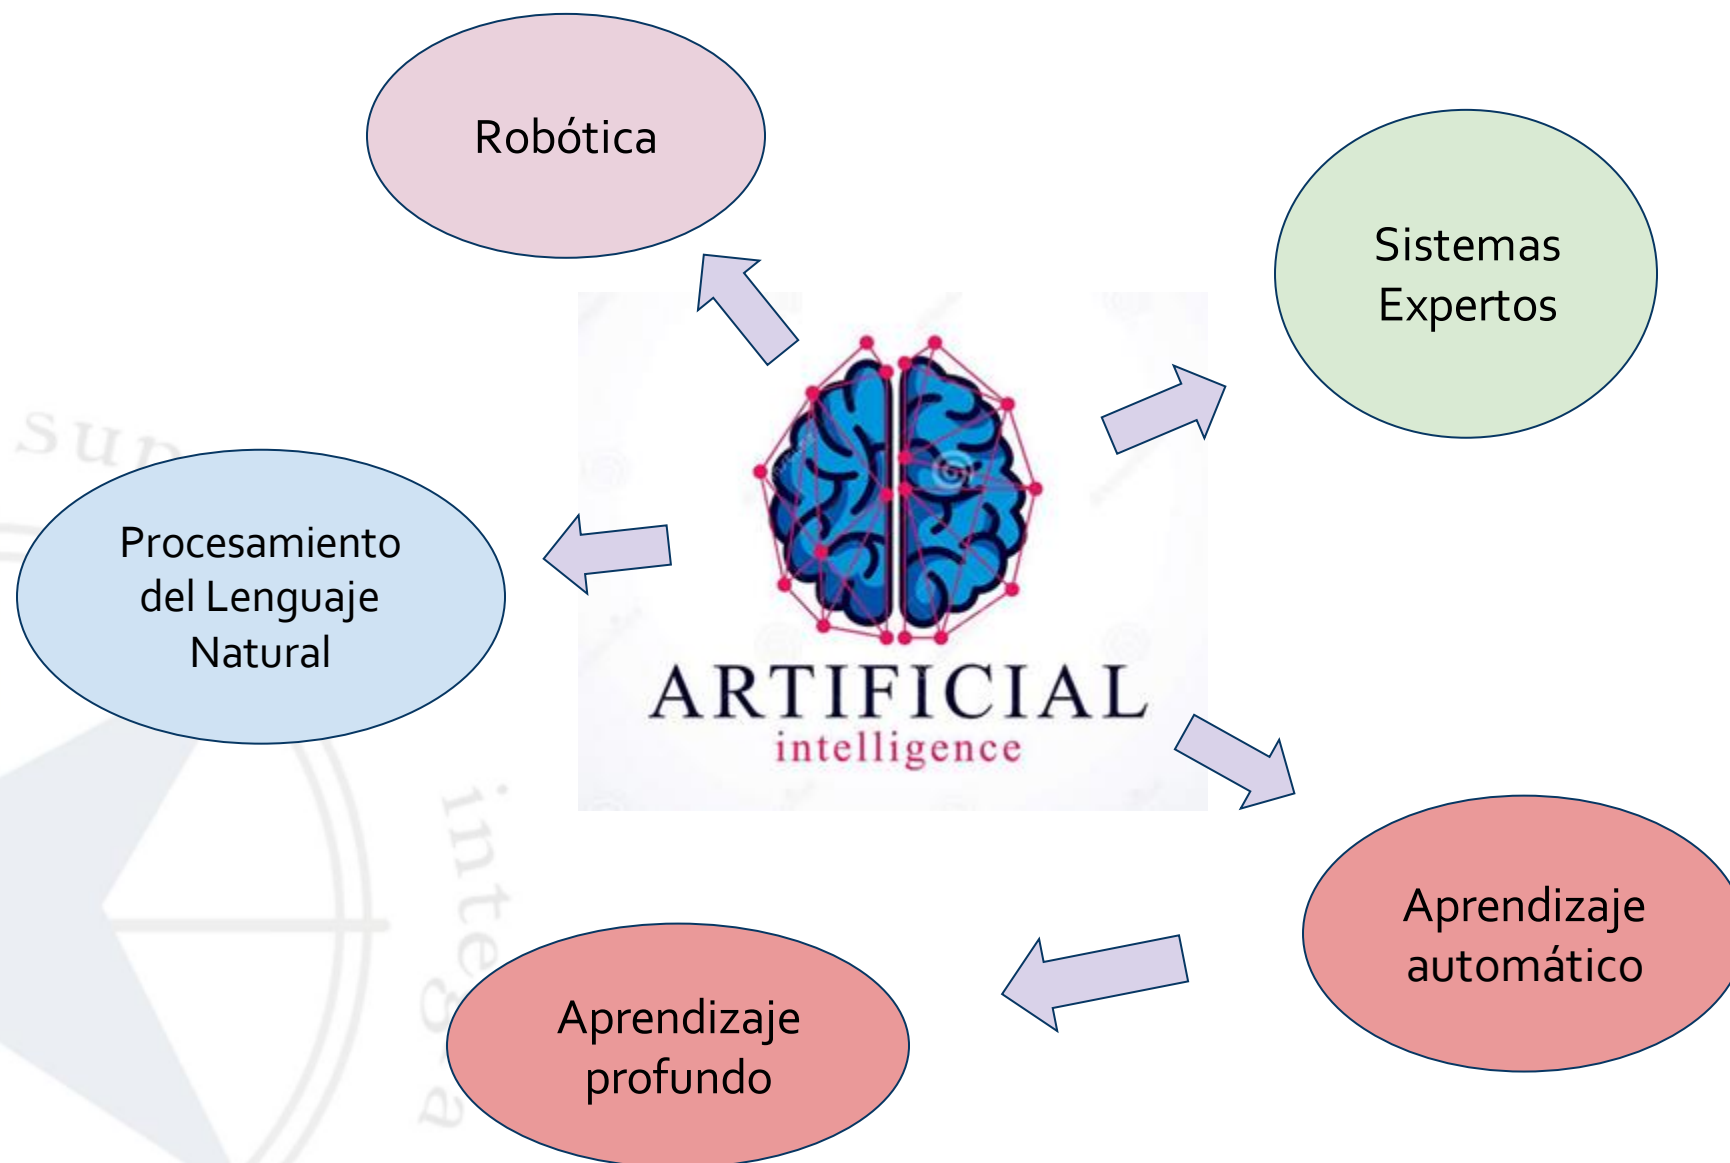 Robótica
Sistemas
Expertos
Procesamiento
del Lenguaje
Natural
ARTIFICIAL
intelligence
Aprendizaje
automático
Aprendizaje
profundo